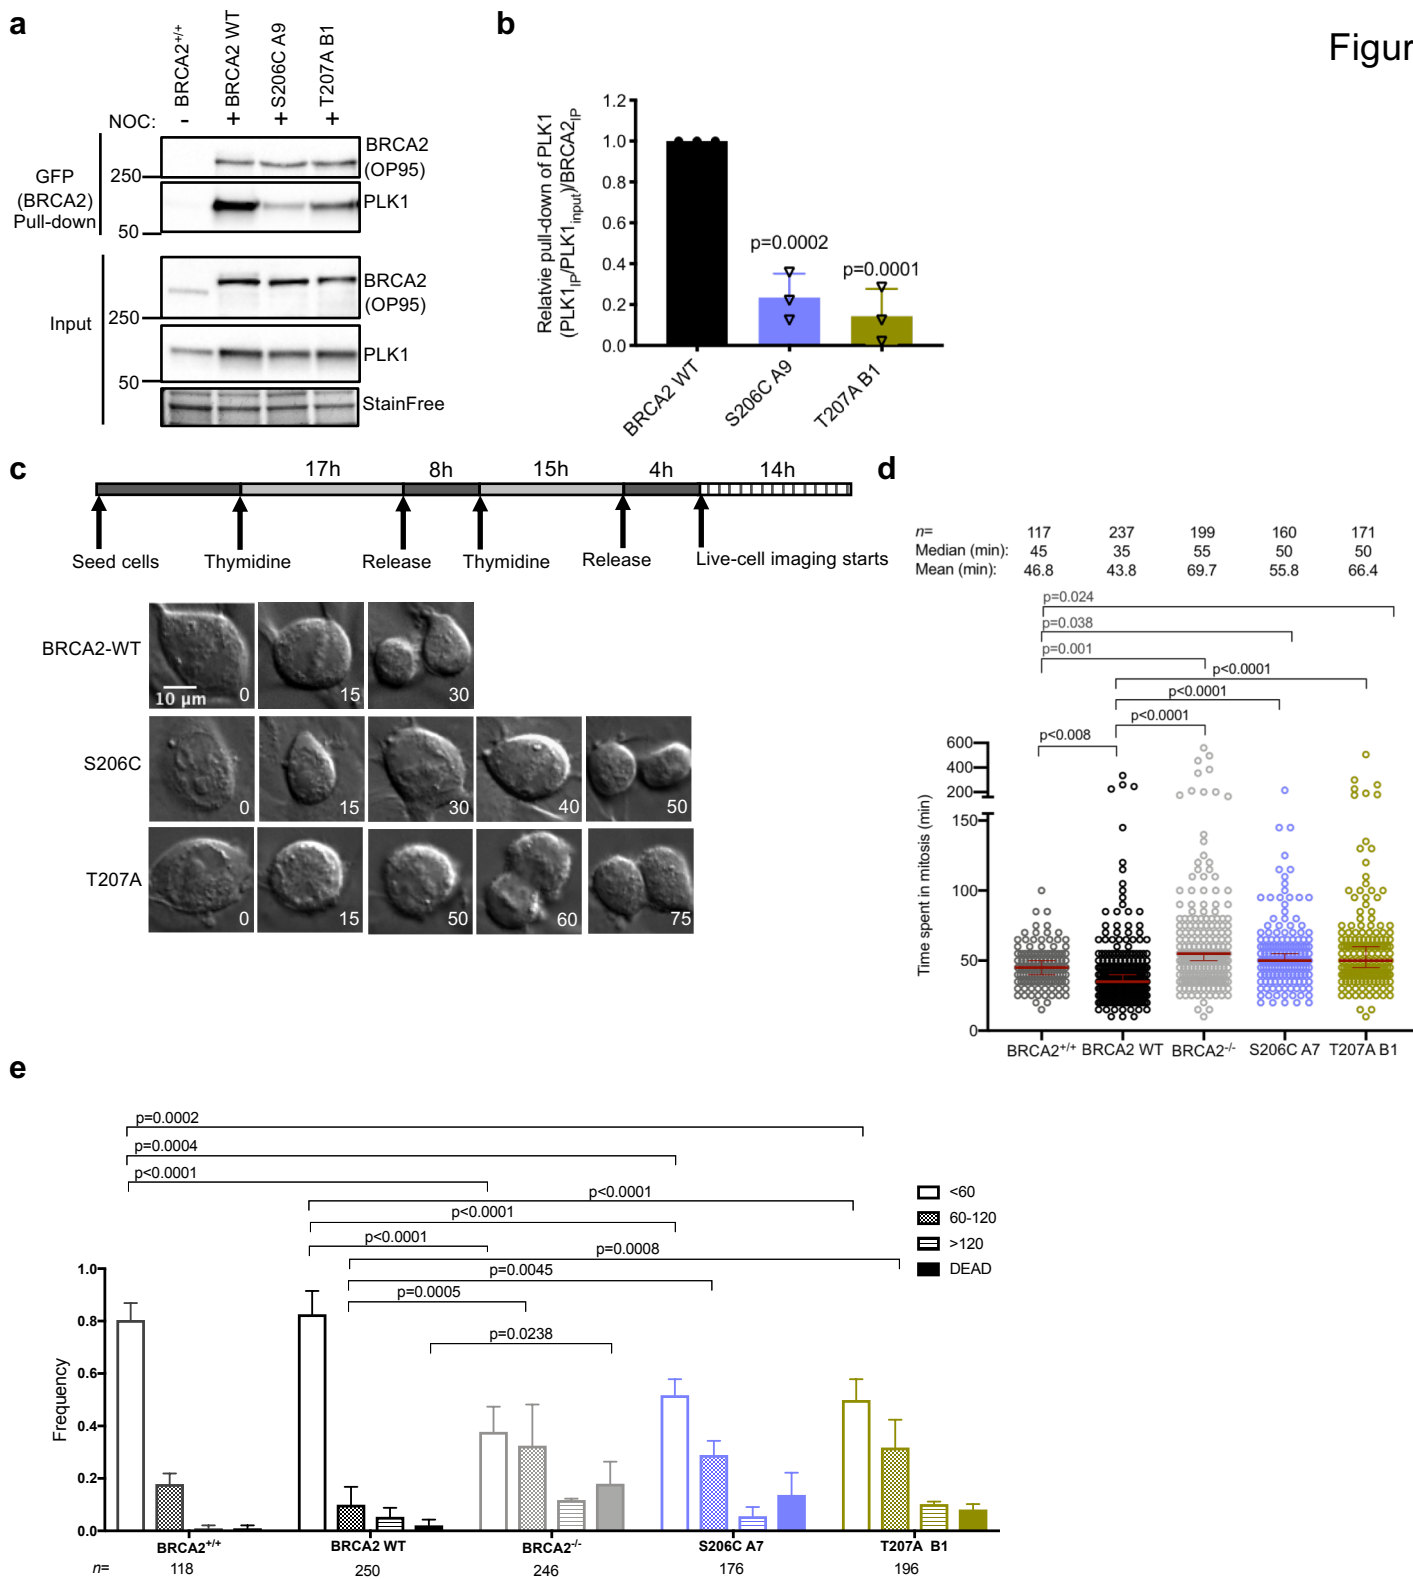 Figur
a
BRCA2+/+
BRCA2 WT
S206C A9
T207A B1
NOC: - + + +
GFP
(BRCA2)
Pull-down
250
50
BRCA2
(OP95)
PLK1
Input
250
50
BRCA2
(OP95)
PLK1
StainFree
b
Relatvie pull-down of PLK1
(PLK1IP/PLK1input)/BRCA2IP
1.2
1.0
0.8
0.6
0.4
0.2
0.0
p=0.0002
p=0.0001
BRCA2 WT
S206C A9
T207A B1
c
17h 8h 15h 4h 14h
Seed cells Thymidine Release Thymidine Release Live-cell imaging starts
BRCA2-WT
10 µm 0 15 30
S206C
0 15 30 40 50
T207A
0 15 50 60 75
d
n= 117 237 199 160 171
Median (min): 45 35 55 50 50
Mean (min): 46.8 43.8 69.7 55.8 66.4
p=0.024
p=0.038
p=0.001
p<0.0001
p<0.0001
p<0.0001
p<0.008
Time spent in mitosis (min)
600
400
200
150
100
50
0
BRCA2+/+ BRCA2 WT BRCA2-/- S206C A7 T207A B1
e
p=0.0002
p=0.0004
p<0.0001
p<0.0001
p<0.0001
p<0.0001
p=0.0008
p=0.0045
p=0.0005
p=0.0238
<60
60-120
>120
DEAD
Frequency
1.0
0.8
0.6
0.4
0.2
0.0
BRCA2+/+ BRCA2 WT BRCA2-/- S206C A7 T207A B1
n= 118 250 246 176 196